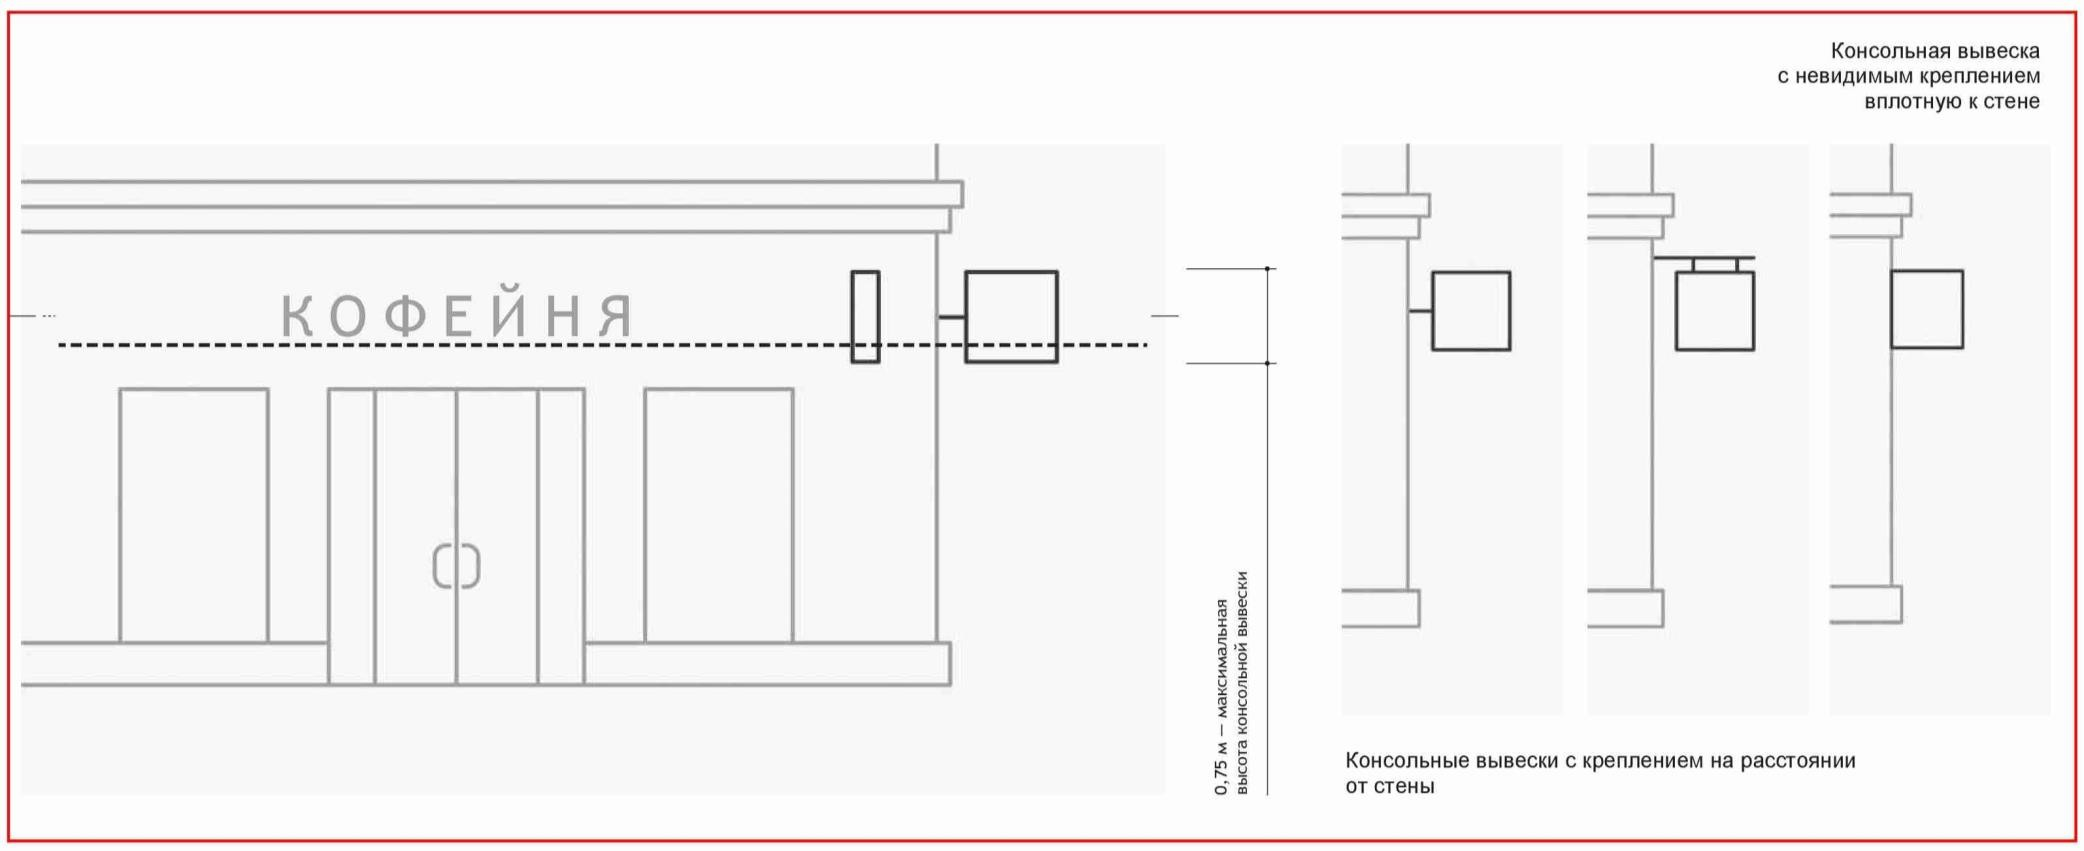 Консольная вывеска
с невидимым креплением
вплотную к стене
КОФЕЙНЯ
0,75 м — максимальная
высота консольной вывески
Консольные вывески с креплением на расстоянии
от стены